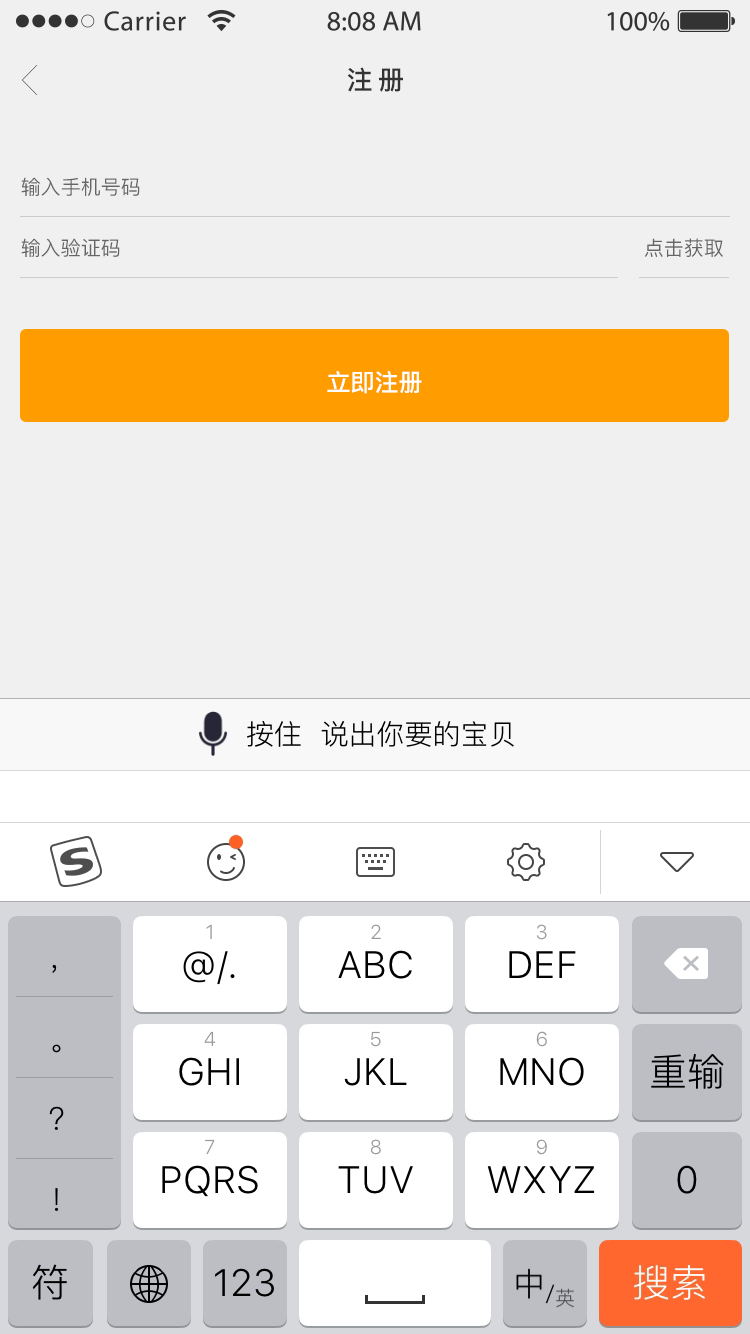 Carrier 8:08 AM 100%
注册
输入手机号码
输入验证码 点击获取
立即注册
按住 说出你要的宝贝
S
, 1 2 3
@/. ABC DEF
。 4 5 6
GHI JKL MNO 重输
? 7 8 9
PQRS TUV WXYZ 0
!
符 123 中/英 搜索